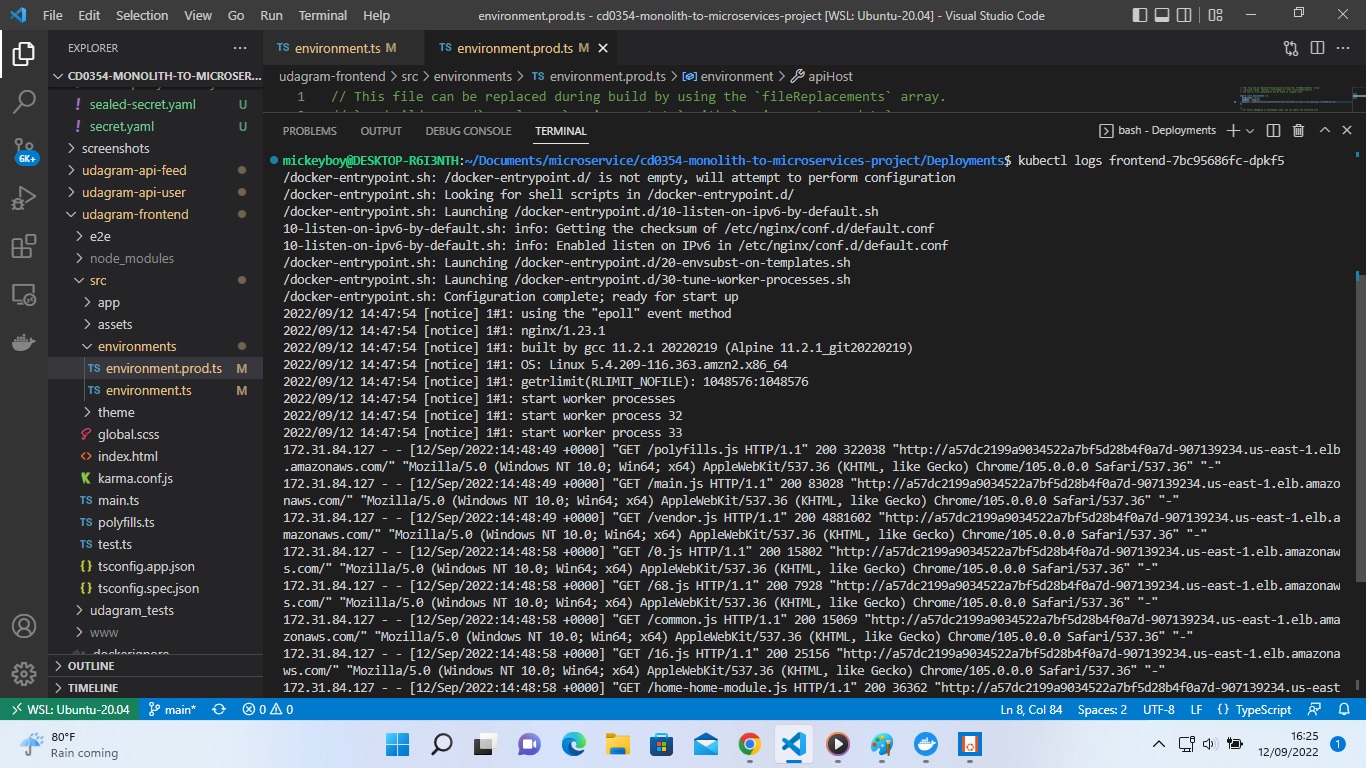 File Edit Selection View Go Run Terminal Help
environment.prod.ts - cd0354-monolith-to-microservices-project [WSL: Ubuntu-20.04] - Visual Studio Code
EXPLORER
CD0354-MONOLITH-TO-MICROSER...
sealed-secret.yaml U
secret.yaml U
screenshots
udagram-api-feed
udagram-api-user
udagram-frontend
e2e
node_modules
src
app
assets
environments
TS environment.prod.ts M
TS environment.ts M
theme
global.scss
index.html
karma.conf.js
TS main.ts
TS polyfills.ts
TS test.ts
{} tsconfig.app.json
{} tsconfig.spec.json
udagram_tests
www
.dockerignore
OUTLINE
TIMELINE
6K+
TS environment.ts M
TS environment.prod.ts M
udagram-frontend > src > environments > TS environment.prod.ts > environment > apiHost
1 // This file can be replaced during build by using the `fileReplacements` array.
PROBLEMS OUTPUT DEBUG CONSOLE TERMINAL
bash - Deployments
mickeyboy@DESKTOP-R6I3NTH:~/Documents/microservice/cd0354-monolith-to-microservices-project/Deployments$ kubectl logs frontend-7bc95686fc-dpkf5
/docker-entrypoint.sh: /docker-entrypoint.d/ is not empty, will attempt to perform configuration
/docker-entrypoint.sh: Looking for shell scripts in /docker-entrypoint.d/
/docker-entrypoint.sh: Launching /docker-entrypoint.d/10-listen-on-ipv6-by-default.sh
10-listen-on-ipv6-by-default.sh: info: Getting the checksum of /etc/nginx/conf.d/default.conf
10-listen-on-ipv6-by-default.sh: info: Enabled listen on IPv6 in /etc/nginx/conf.d/default.conf
/docker-entrypoint.sh: Launching /docker-entrypoint.d/20-envsubst-on-templates.sh
/docker-entrypoint.sh: Launching /docker-entrypoint.d/30-tune-worker-processes.sh
/docker-entrypoint.sh: Configuration complete; ready for start up
2022/09/12 14:47:54 [notice] 1#1: using the "epoll" event method
2022/09/12 14:47:54 [notice] 1#1: nginx/1.23.1
2022/09/12 14:47:54 [notice] 1#1: built by gcc 11.2.1 20220219 (Alpine 11.2.1_git20220219)
2022/09/12 14:47:54 [notice] 1#1: OS: Linux 5.4.209-116.363.amzn2.x86_64
2022/09/12 14:47:54 [notice] 1#1: getrlimit(RLIMIT_NOFILE): 1048576:1048576
2022/09/12 14:47:54 [notice] 1#1: start worker processes
2022/09/12 14:47:54 [notice] 1#1: start worker process 32
2022/09/12 14:47:54 [notice] 1#1: start worker process 33
172.31.84.127 - - [12/Sep/2022:14:48:49 +0000] "GET /polyfills.js HTTP/1.1" 200 322038 "http://a57dc2199a9034522a7bf5d28b4f0a7d-907139234.us-east-1.elb
.amazonaws.com/" "Mozilla/5.0 (Windows NT 10.0; Win64; x64) AppleWebKit/537.36 (KHTML, like Gecko) Chrome/105.0.0.0 Safari/537.36" "-"
172.31.84.127 - - [12/Sep/2022:14:48:49 +0000] "GET /main.js HTTP/1.1" 200 83028 "http://a57dc2199a9034522a7bf5d28b4f0a7d-907139234.us-east-1.elb.amazo
naws.com/" "Mozilla/5.0 (Windows NT 10.0; Win64; x64) AppleWebKit/537.36 (KHTML, like Gecko) Chrome/105.0.0.0 Safari/537.36" "-"
172.31.84.127 - - [12/Sep/2022:14:48:49 +0000] "GET /vendor.js HTTP/1.1" 200 4881602 "http://a57dc2199a9034522a7bf5d28b4f0a7d-907139234.us-east-1.elb.a
mazonaws.com/" "Mozilla/5.0 (Windows NT 10.0; Win64; x64) AppleWebKit/537.36 (KHTML, like Gecko) Chrome/105.0.0.0 Safari/537.36" "-"
172.31.84.127 - - [12/Sep/2022:14:48:58 +0000] "GET /0.js HTTP/1.1" 200 15802 "http://a57dc2199a9034522a7bf5d28b4f0a7d-907139234.us-east-1.elb.amazonaw
s.com/" "Mozilla/5.0 (Windows NT 10.0; Win64; x64) AppleWebKit/537.36 (KHTML, like Gecko) Chrome/105.0.0.0 Safari/537.36" "-"
172.31.84.127 - - [12/Sep/2022:14:48:58 +0000] "GET /68.js HTTP/1.1" 200 7928 "http://a57dc2199a9034522a7bf5d28b4f0a7d-907139234.us-east-1.elb.amazonaw
s.com/" "Mozilla/5.0 (Windows NT 10.0; Win64; x64) AppleWebKit/537.36 (KHTML, like Gecko) Chrome/105.0.0.0 Safari/537.36" "-"
172.31.84.127 - - [12/Sep/2022:14:48:58 +0000] "GET /common.js HTTP/1.1" 200 15069 "http://a57dc2199a9034522a7bf5d28b4f0a7d-907139234.us-east-1.elb.ama
zonaws.com/" "Mozilla/5.0 (Windows NT 10.0; Win64; x64) AppleWebKit/537.36 (KHTML, like Gecko) Chrome/105.0.0.0 Safari/537.36" "-"
172.31.84.127 - - [12/Sep/2022:14:48:58 +0000] "GET /16.js HTTP/1.1" 200 25156 "http://a57dc2199a9034522a7bf5d28b4f0a7d-907139234.us-east-1.elb.amazona
ws.com/" "Mozilla/5.0 (Windows NT 10.0; Win64; x64) AppleWebKit/537.36 (KHTML, like Gecko) Chrome/105.0.0.0 Safari/537.36" "-"
172.31.84.127 - - [12/Sep/2022:14:48:58 +0000] "GET /home-home-module.js HTTP/1.1" 200 36362 "http://a57dc2199a9034522a7bf5d28b4f0a7d-907139234.us-east
WSL: Ubuntu-20.04 main* 0 0 Ln 8, Col 84 Spaces: 2 UTF-8 LF {} TypeScript
80°F
Rain coming
16:25
12/09/2022
1